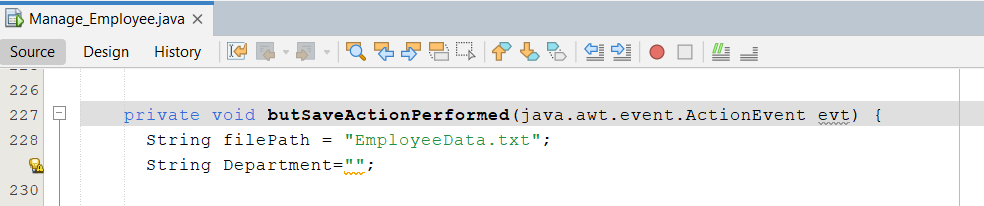 Manage_Employee.java
Source Design History
226
227 private void butSaveActionPerformed(java.awt.event.ActionEvent evt) {
228 String filePath = "EmployeeData.txt";
String Department="";
230